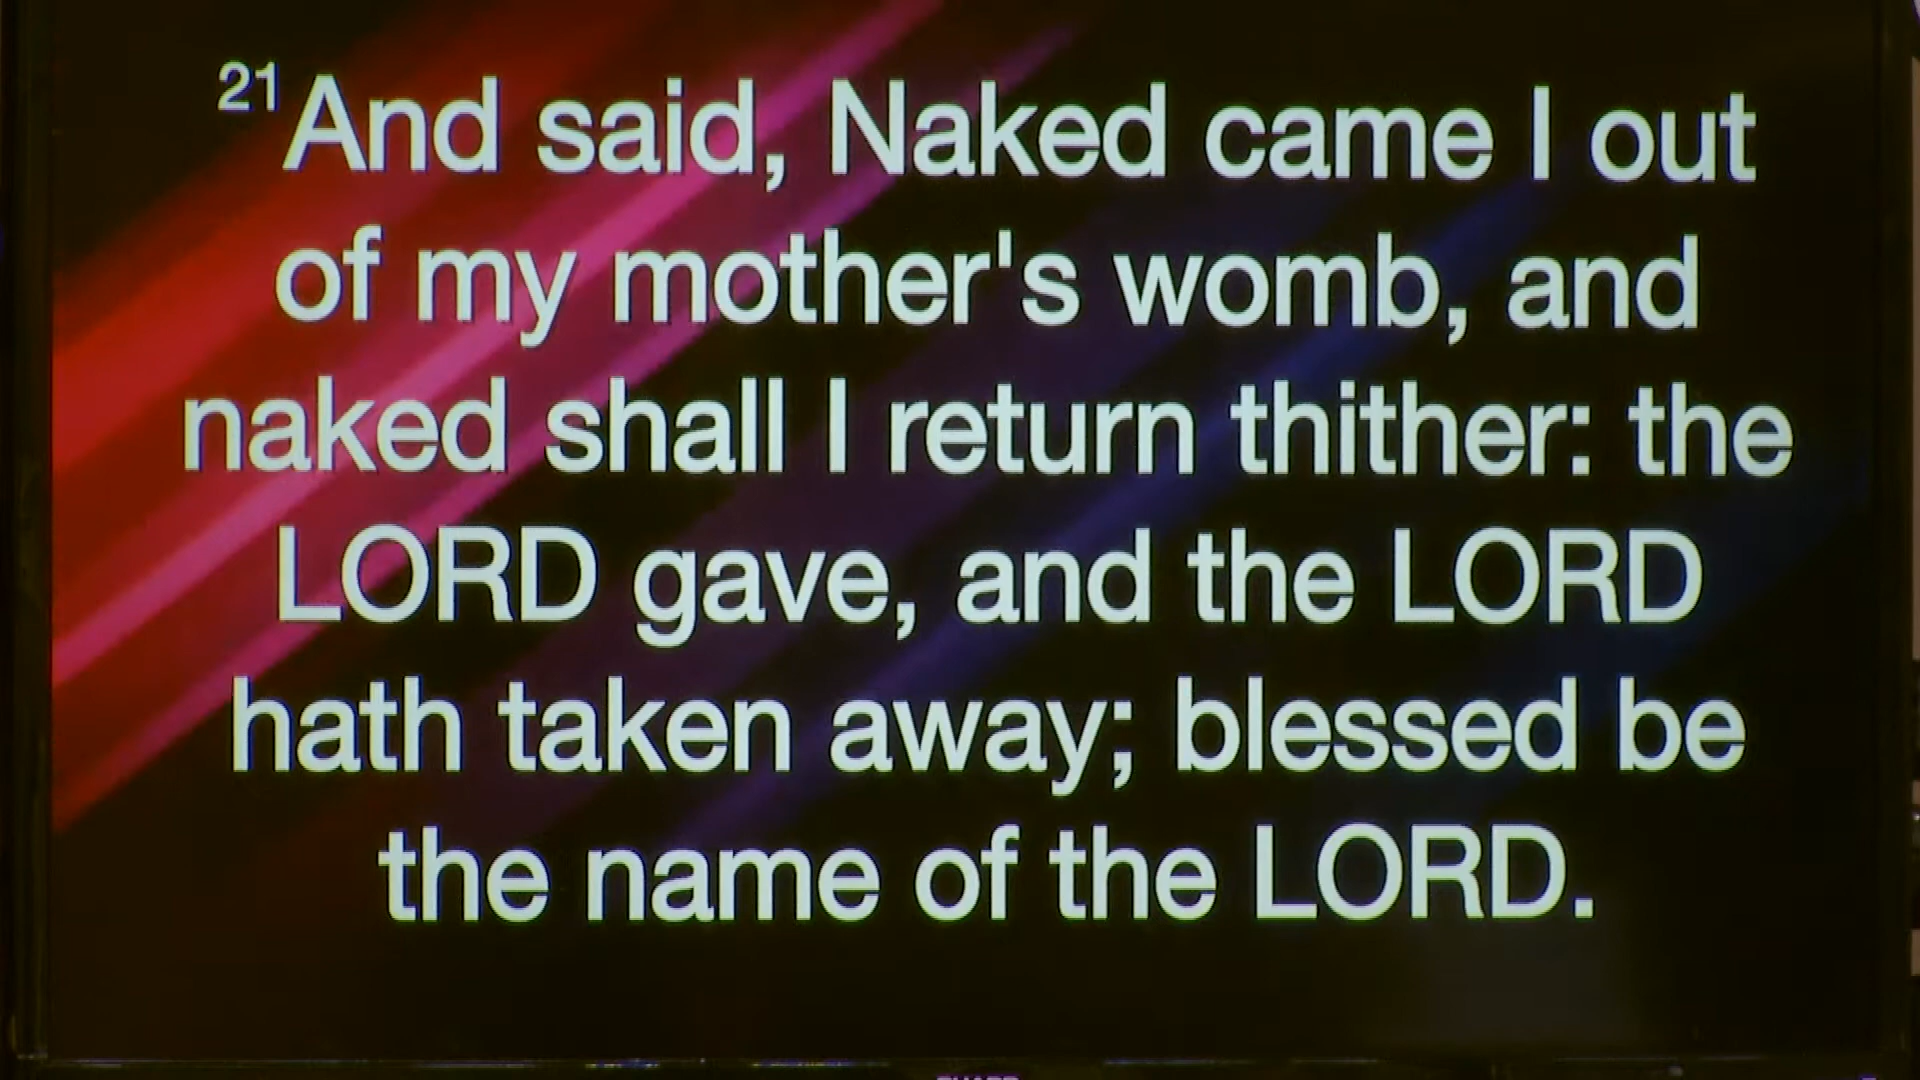 21And said, Naked came I out
of my mother's womb, and
naked shall I return thither: the
LORD gave, and the LORD
hath taken away; blessed be
the name of the LORD.